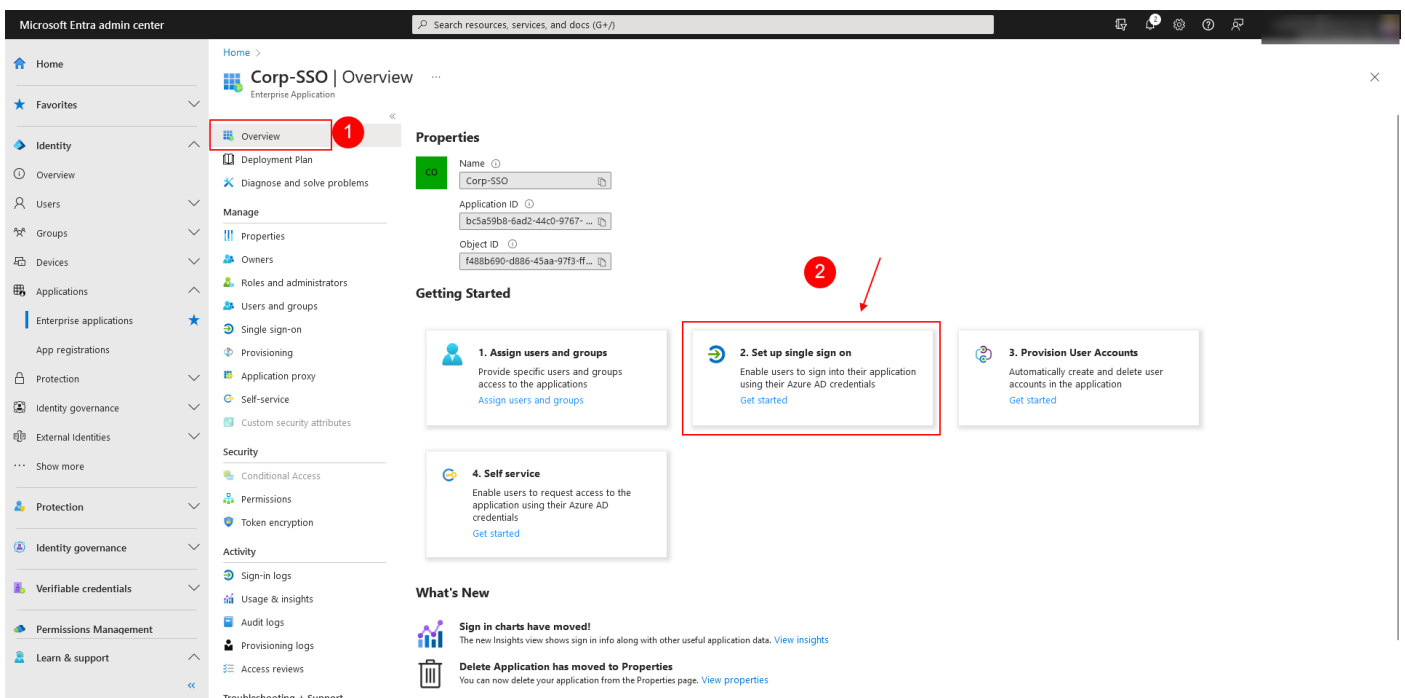 Microsoft Entra admin center
Search resources, services, and docs (G+/)
2
Home
Favorites
Identity
Overview
Users
Groups
Devices
Applications
Enterprise applications
App registrations
Protection
Identity governance
External Identities
Show more
Protection
Identity governance
Verifiable credentials
Permissions Management
Learn & support
«
Home >
Corp-SSO | Overview ...
Enterprise Application
«
Overview
1
Deployment Plan
Diagnose and solve problems
Manage
Properties
Owners
Roles and administrators
Users and groups
Single sign-on
Provisioning
Application proxy
Self-service
Custom security attributes
Security
Conditional Access
Permissions
Token encryption
Activity
Sign-in logs
Usage & insights
Audit logs
Provisioning logs
Access reviews
Troubleshooting + Support
Properties
CO
Name
Corp-SSO
Application ID
bc5a59b8-6ad2-44c0-9767- ...
Object ID
f488b690-d886-45aa-97f3-ff...
2
Getting Started
1. Assign users and groups
Provide specific users and groups
access to the applications
Assign users and groups
2. Set up single sign on
Enable users to sign into their application
using their Azure AD credentials
Get started
3. Provision User Accounts
Automatically create and delete user
accounts in the application
Get started
4. Self service
Enable users to request access to the
application using their Azure AD
credentials
Get started
What's New
Sign in charts have moved!
The new Insights view shows sign in info along with other useful application data. View insights
Delete Application has moved to Properties
You can now delete your application from the Properties page. View properties